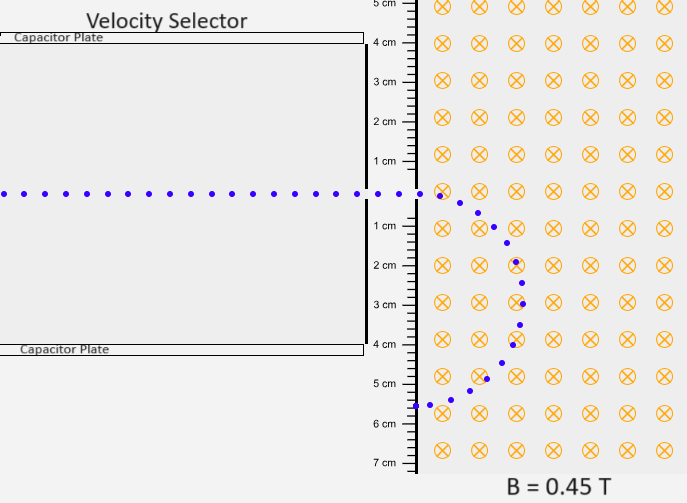 Velocity Selector
Capacitor Plate
5 cm
4 cm
3 cm
2 cm
1 cm
1 cm
2 cm
3 cm
4 cm
Capacitor Plate
5 cm
6 cm
7 cm
B = 0.45 T